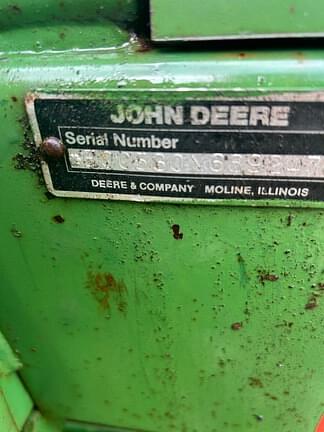 JOHN DEERE
Serial Number
DEERE & COMPANY MOLINE, ILLINOIS